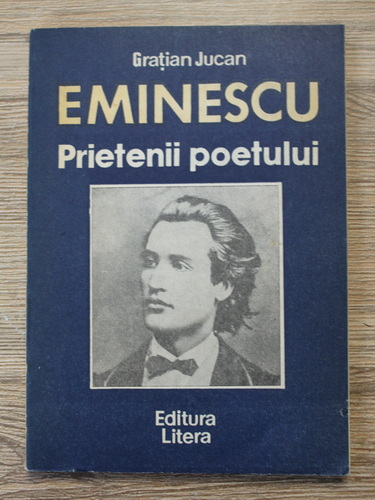 Grațian Jucan
EMINESCU
Prietenii poetului
Editura
Litera